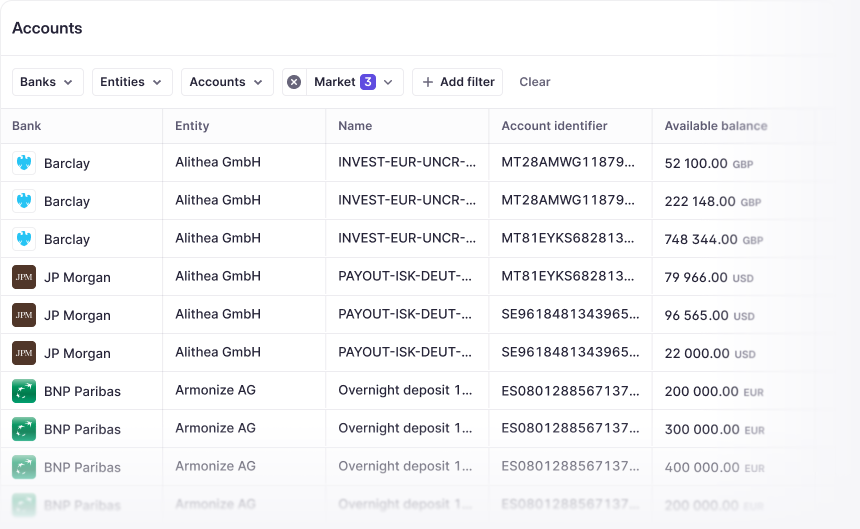 Accounts
Banks Entities Accounts Market 3 Add filter Clear
Bank Entity Name Account identifier Available balance
Barclay Alithea GmbH INVEST-EUR-UNCR-... MT28AMWG11879... 52 100.00 GBP
Barclay Alithea GmbH INVEST-EUR-UNCR-... MT28AMWG11879... 222 148.00 GBP
Barclay Alithea GmbH INVEST-EUR-UNCR-... MT81EYKS682813... 748 344.00 GBP
JPM JP Morgan Alithea GmbH PAYOUT-ISK-DEUT-... MT81EYKS682813... 79 966.00 USD
JPM JP Morgan Alithea GmbH PAYOUT-ISK-DEUT-... SE9618481343965... 96 565.00 USD
JPM JP Morgan Alithea GmbH PAYOUT-ISK-DEUT-... SE9618481343965... 22 000.00 USD
BNP Paribas Armonize AG Overnight deposit 1... ES0801288567137... 200 000.00 EUR
BNP Paribas Armonize AG Overnight deposit 1... ES0801288567137... 300 000.00 EUR
BNP Paribas Armonize AG Overnight deposit 1... ES0801288567137... 400 000.00 EUR
BNP Paribas Armonize AG Overnight deposit 1... ES0801288567137... 200 000.00 EUR